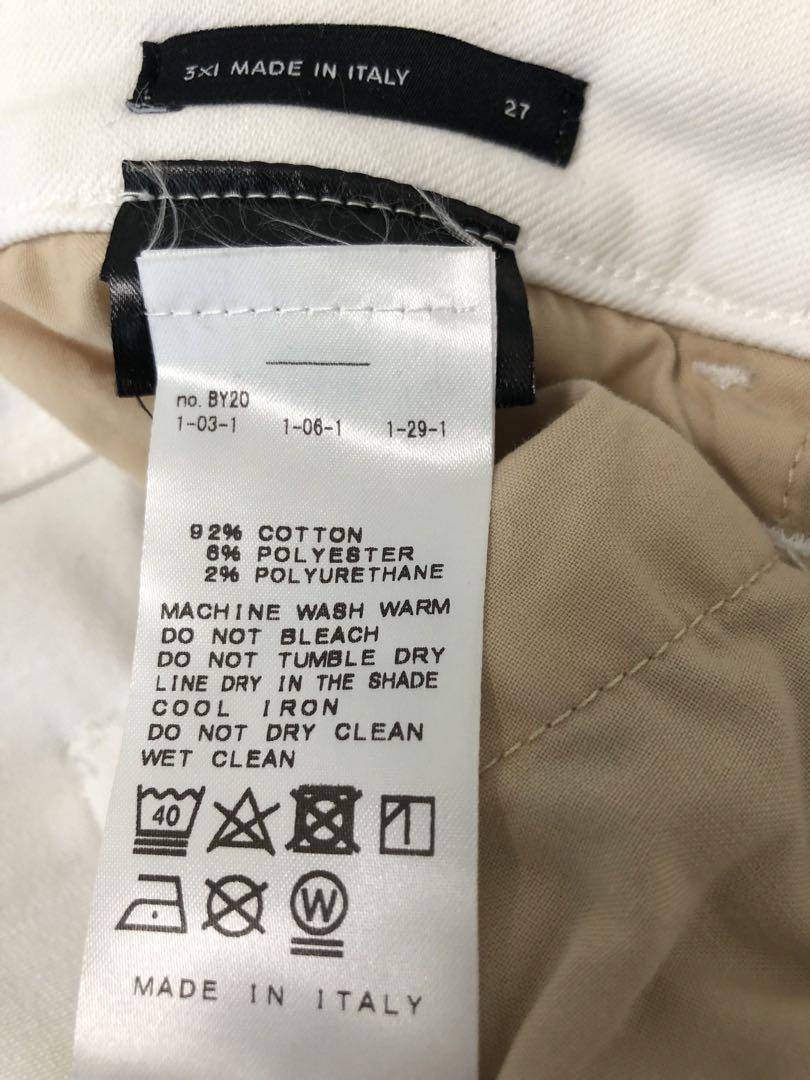 3x1 MADE IN ITALY
27
no. BY20
1-03-1 1-06-1 1-29-1
92% COTTON
6% POLYESTER
2% POLYURETHANE
MACHINE WASH WARM
DO NOT BLEACH
DO NOT TUMBLE DRY
LINE DRY IN THE SHADE
COOL IRON
DO NOT DRY CLEAN
WET CLEAN
40
W
MADE IN ITALY